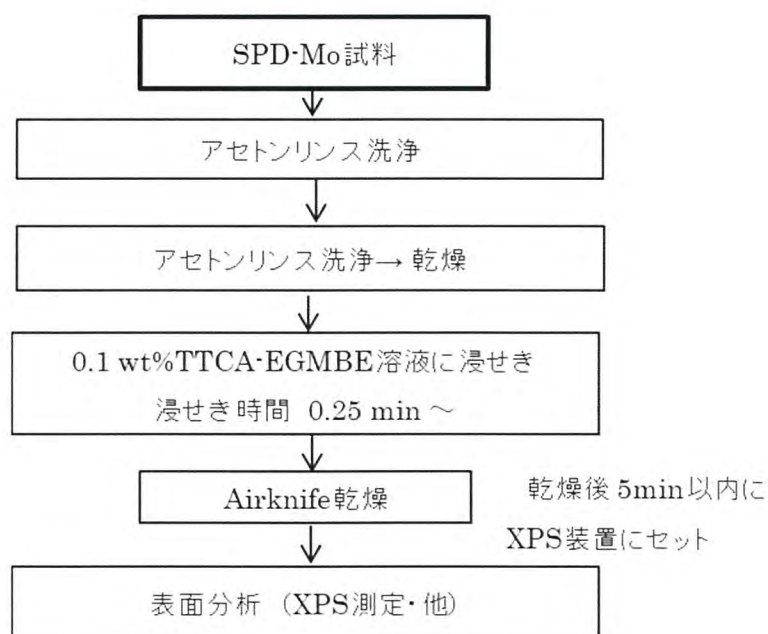 SPD-Mo試料
アセトンリンス洗浄
アセトンリンス洗浄→ 乾燥
0.1 wt%TTCA-EGMBE溶液に浸せき
浸せき時間 0.25 min ～
Airknife乾燥
乾燥後 5min以内に
XPS装置にセット
表面分析 (XPS測定・他)